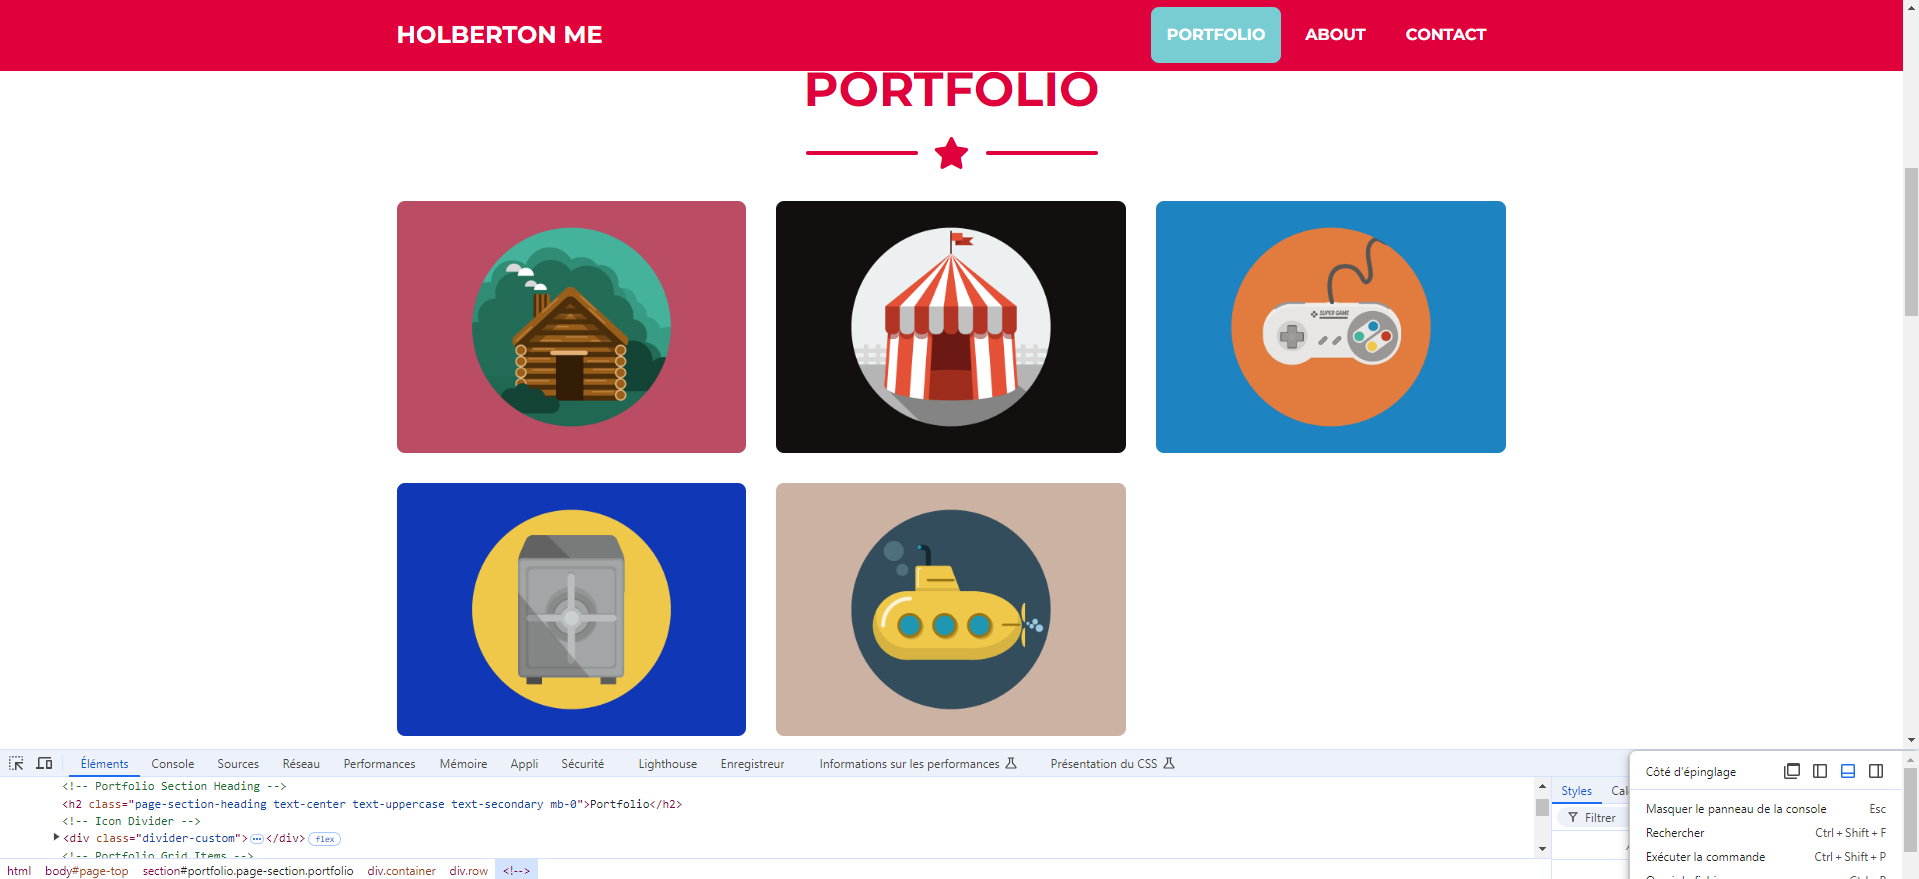 HOLBERTON ME
PORTFOLIO ABOUT CONTACT
PORTFOLIO
SUPER GAME
Éléments Console Sources Réseau Performances Mémoire Appli Sécurité Lighthouse Enregistreur Informations sur les performances Présentation du CSS
<!-- Portfolio Section Heading -->
<h2 class="page-section-heading text-center text-uppercase text-secondary mb-0">Portfolio</h2>
<!-- Icon Divider -->
<div class="divider-custom"> </div> flex
<!-- Portfolio Grid Items -->
html body#page-top section#portfolio.page-section.portfolio div.container div.row <!-->
Styles
Filtrer
Côté d'épinglage
Masquer le panneau de la console Esc
Rechercher Ctrl + Shift + F
Exécuter la commande Ctrl + Shift + P